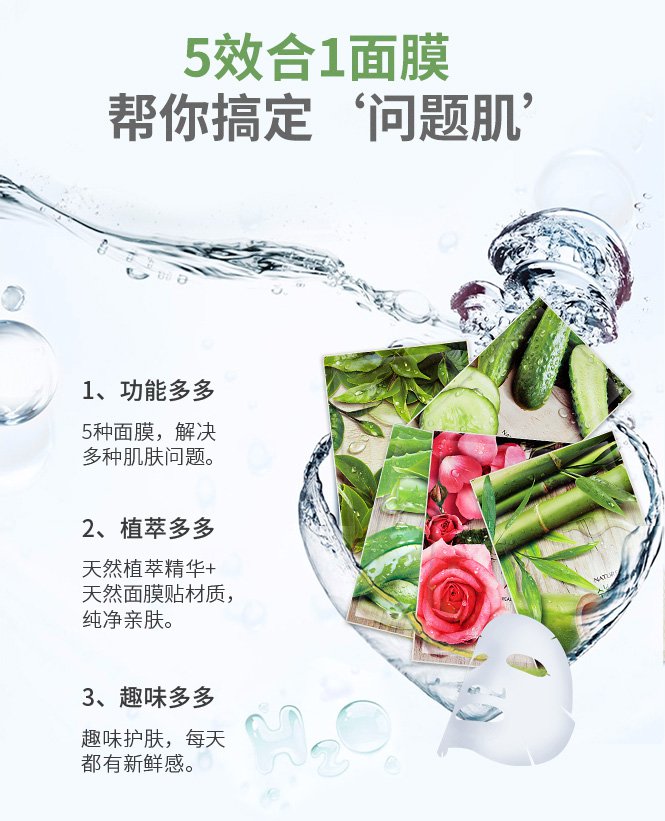 5效合1面膜
帮你搞定‘问题肌’
1、功能多多
5种面膜，解决
多种肌肤问题。
2、植萃多多
天然植萃精华+
天然面膜贴材质，
纯净亲肤。
3、趣味多多
趣味护肤，每天
都有新鲜感。
H2O